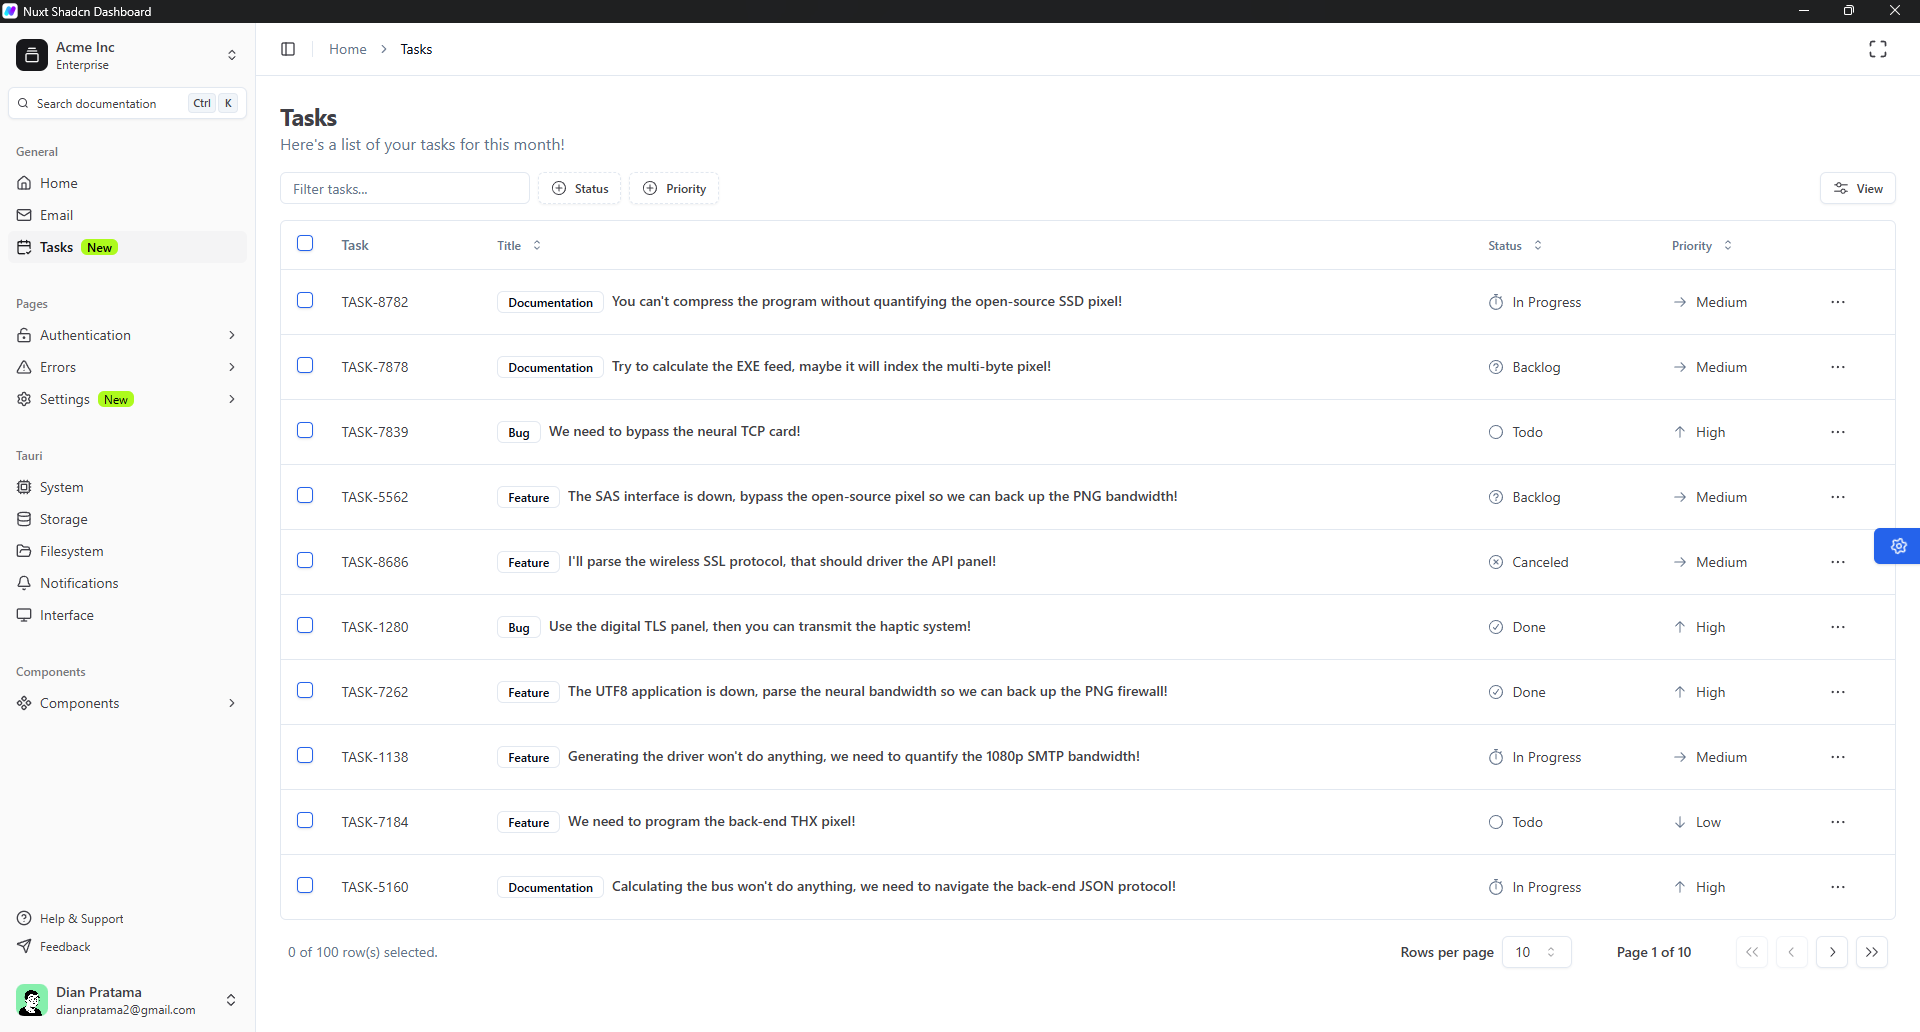 Nuxt Shadcn Dashboard
Acme Inc
Enterprise
Search documentation Ctrl K
General
Home
Email
Tasks New
Pages
Authentication
Errors
Settings New
Tauri
System
Storage
Filesystem
Notifications
Interface
Components
Components
Help & Support
Feedback
Dian Pratama
dianpratama2@gmail.com
Home > Tasks
Tasks
Here's a list of your tasks for this month!
Filter tasks... Status Priority View
Task Title Status Priority
TASK-8782 Documentation You can't compress the program without quantifying the open-source SSD pixel! In Progress Medium
TASK-7878 Documentation Try to calculate the EXE feed, maybe it will index the multi-byte pixel! Backlog Medium
TASK-7839 Bug We need to bypass the neural TCP card! Todo High
TASK-5562 Feature The SAS interface is down, bypass the open-source pixel so we can back up the PNG bandwidth! Backlog Medium
TASK-8686 Feature I'll parse the wireless SSL protocol, that should driver the API panel! Canceled Medium
TASK-1280 Bug Use the digital TLS panel, then you can transmit the haptic system! Done High
TASK-7262 Feature The UTF8 application is down, parse the neural bandwidth so we can back up the PNG firewall! Done High
TASK-1138 Feature Generating the driver won't do anything, we need to quantify the 1080p SMTP bandwidth! In Progress Medium
TASK-7184 Feature We need to program the back-end THX pixel! Todo Low
TASK-5160 Documentation Calculating the bus won't do anything, we need to navigate the back-end JSON protocol! In Progress High
0 of 100 row(s) selected. Rows per page 10 Page 1 of 10